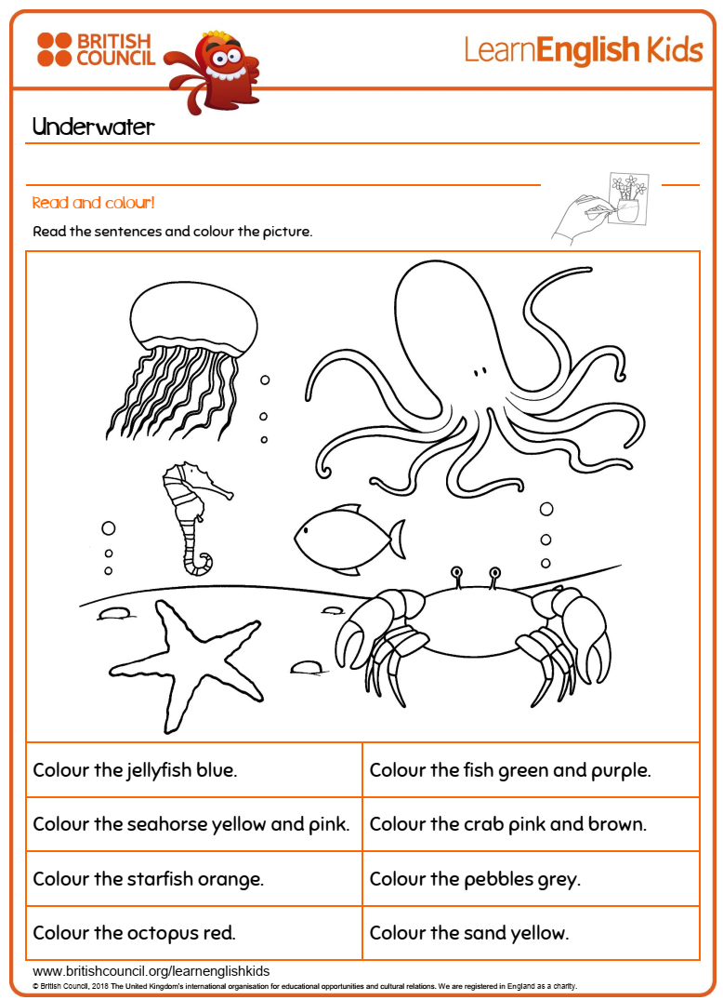 BRITISH
COUNCIL
LearnEnglish Kids
Underwater
Read and colour!
Read the sentences and colour the picture.
Colour the jellyfish blue.
Colour the fish green and purple.
Colour the seahorse yellow and pink.
Colour the crab pink and brown.
Colour the starfish orange.
Colour the pebbles grey.
Colour the octopus red.
Colour the sand yellow.
www.britishcouncil.org/learnenglishkids
© British Council, 2018 The United Kingdom's international organisation for educational opportunities and cultural relations. We are registered in England as a charity.